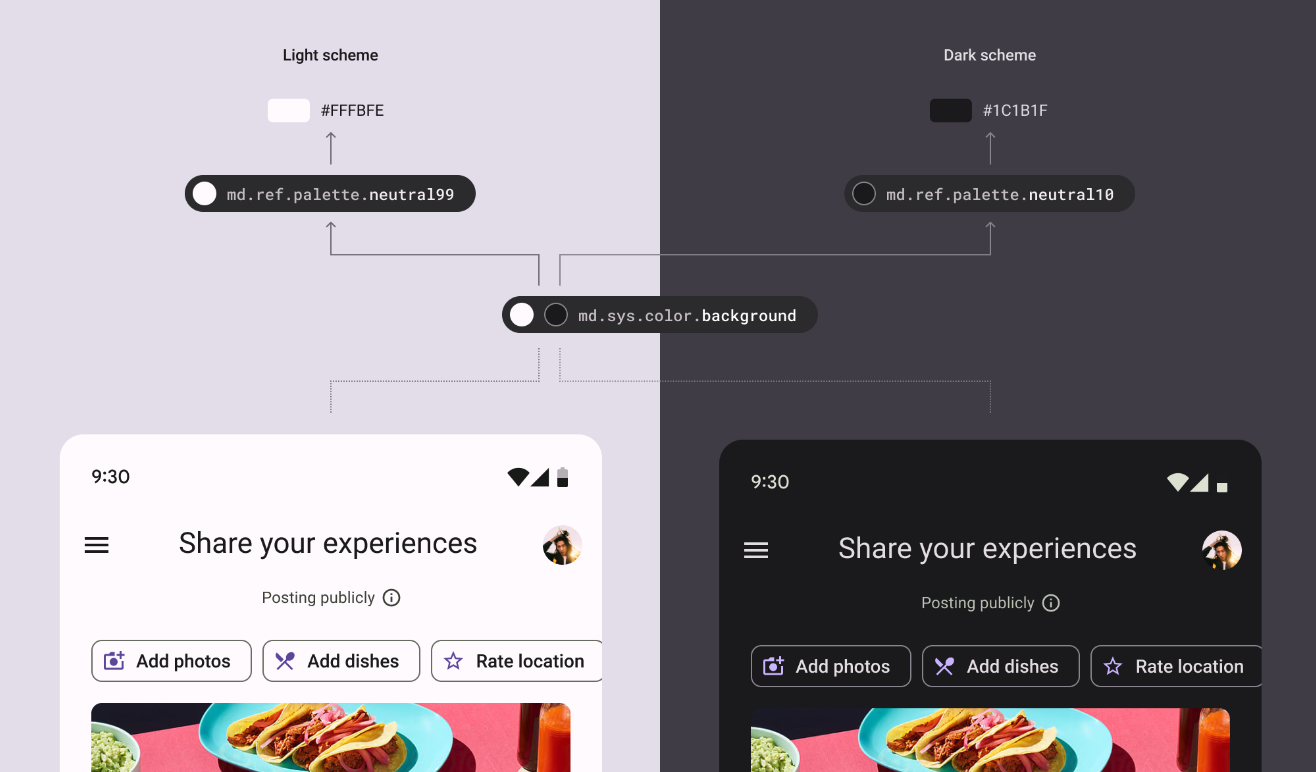 Light scheme
Dark scheme
#FFFBFE
#1C1B1F
md.ref.palette.neutral99
md.ref.palette.neutral10
md.sys.color.background
9:30
Share your experiences
Posting publicly
Add photos
Add dishes
Rate location
9:30
Share your experiences
Posting publicly
Add photos
Add dishes
Rate location